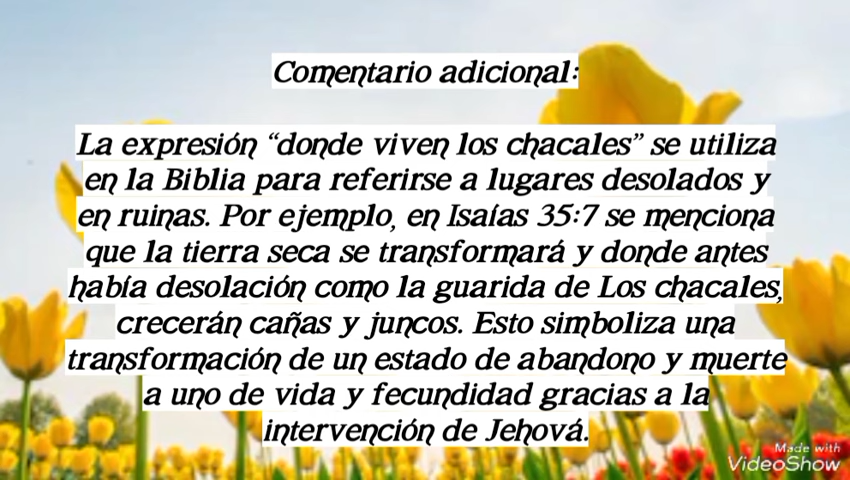 Comentario adicional:
La expresión “donde viven los chacales” se utiliza
en la Biblia para referirse a lugares desolados y
en ruinas. Por ejemplo, en Isaías 35:7 se menciona
que la tierra seca se transformará y donde antes
había desolación como la guarida de Los chacales,
crecerán cañas y juncos. Esto simboliza una
transformación de un estado de abandono y muerte
a uno de vida y fecundidad gracias a la
intervención de Jehová.
Made with
VideoShow